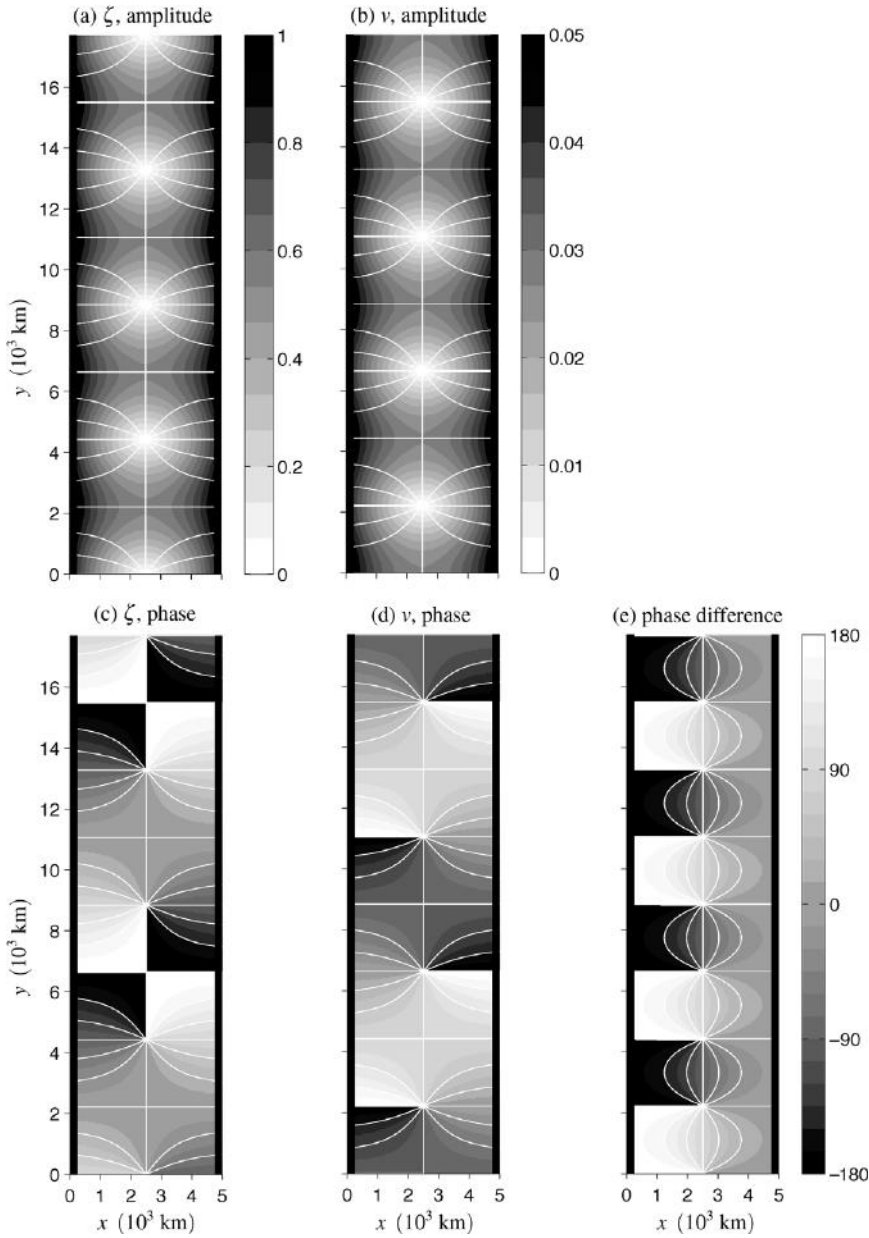 (a) ζ, amplitude
(b) v, amplitude
16
14
12
10
8
6
4
2
0
y (10³ km)
1
0.8
0.6
0.4
0.2
0
0.05
0.04
0.03
0.02
0.01
0
(c) ζ, phase
(d) v, phase
(e) phase difference
16
14
12
10
8
6
4
2
0
y (10³ km)
180
90
0
−90
−180
0 1 2 3 4 5
0 1 2 3 4 5
0 1 2 3 4 5
x (10³ km)
x (10³ km)
x (10³ km)